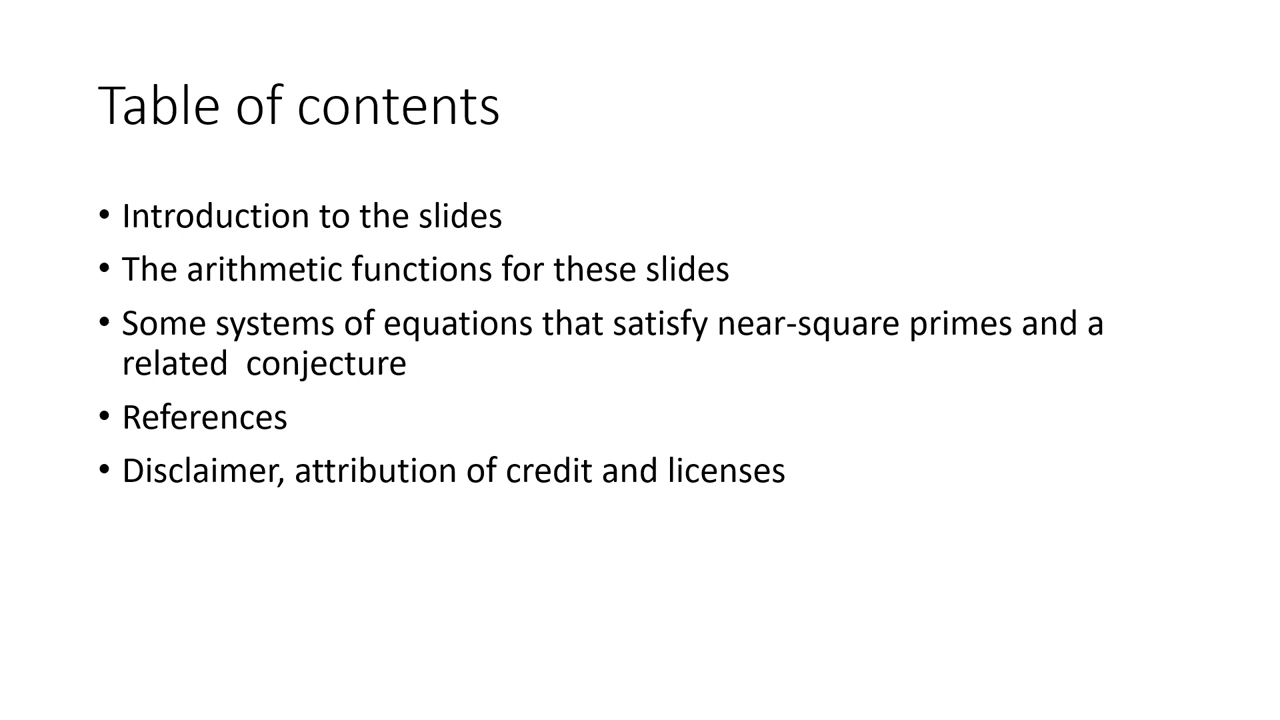 Table of contents
• Introduction to the slides
• The arithmetic functions for these slides
• Some systems of equations that satisfy near-square primes and a
related  conjecture
• References
• Disclaimer, attribution of credit and licenses